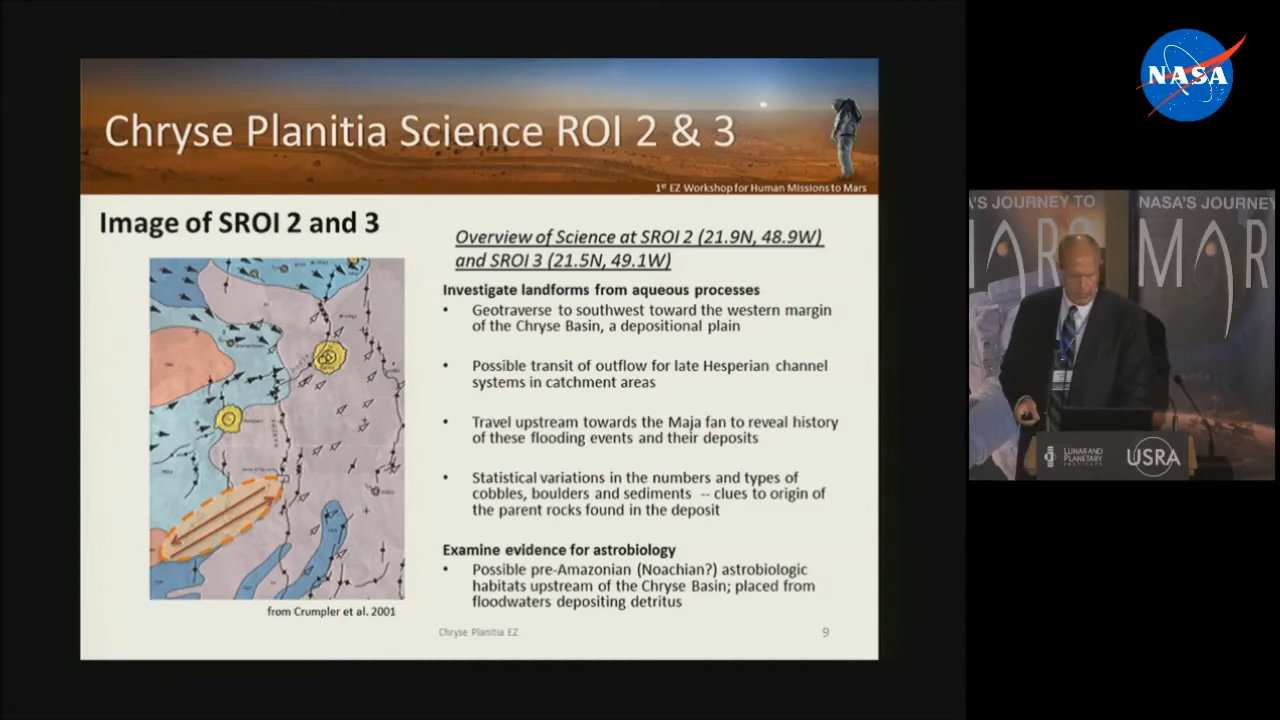 Chryse Planitia Science ROI 2 & 3
1st EZ Workshop for Human Missions to Mars
Image of SROI 2 and 3
Overview of Science at SROI 2 (21.9N, 48.9W)
and SROI 3 (21.5N, 49.1W)
Investigate landforms from aqueous processes
• Geotraverse to southwest toward the western margin
of the Chryse Basin, a depositional plain
• Possible transit of outflow for late Hesperian channel
systems in catchment areas
• Travel upstream towards the Maja fan to reveal history
of these flooding events and their deposits
• Statistical variations in the numbers and types of
cobbles, boulders and sediments -- clues to origin of
the parent rocks found in the deposit
Examine evidence for astrobiology
• Possible pre-Amazonian (Noachian?) astrobiologic
habitats upstream of the Chryse Basin; placed from
floodwaters depositing detritus
from Crumpler et al. 2001
Chryse Planitia EZ
9
NASA
A'S JOURNEY TO
MARS
NASA'S JOURNEY
MAR
LUNAR AND
PLANETARY
INSTITUTE
USRA